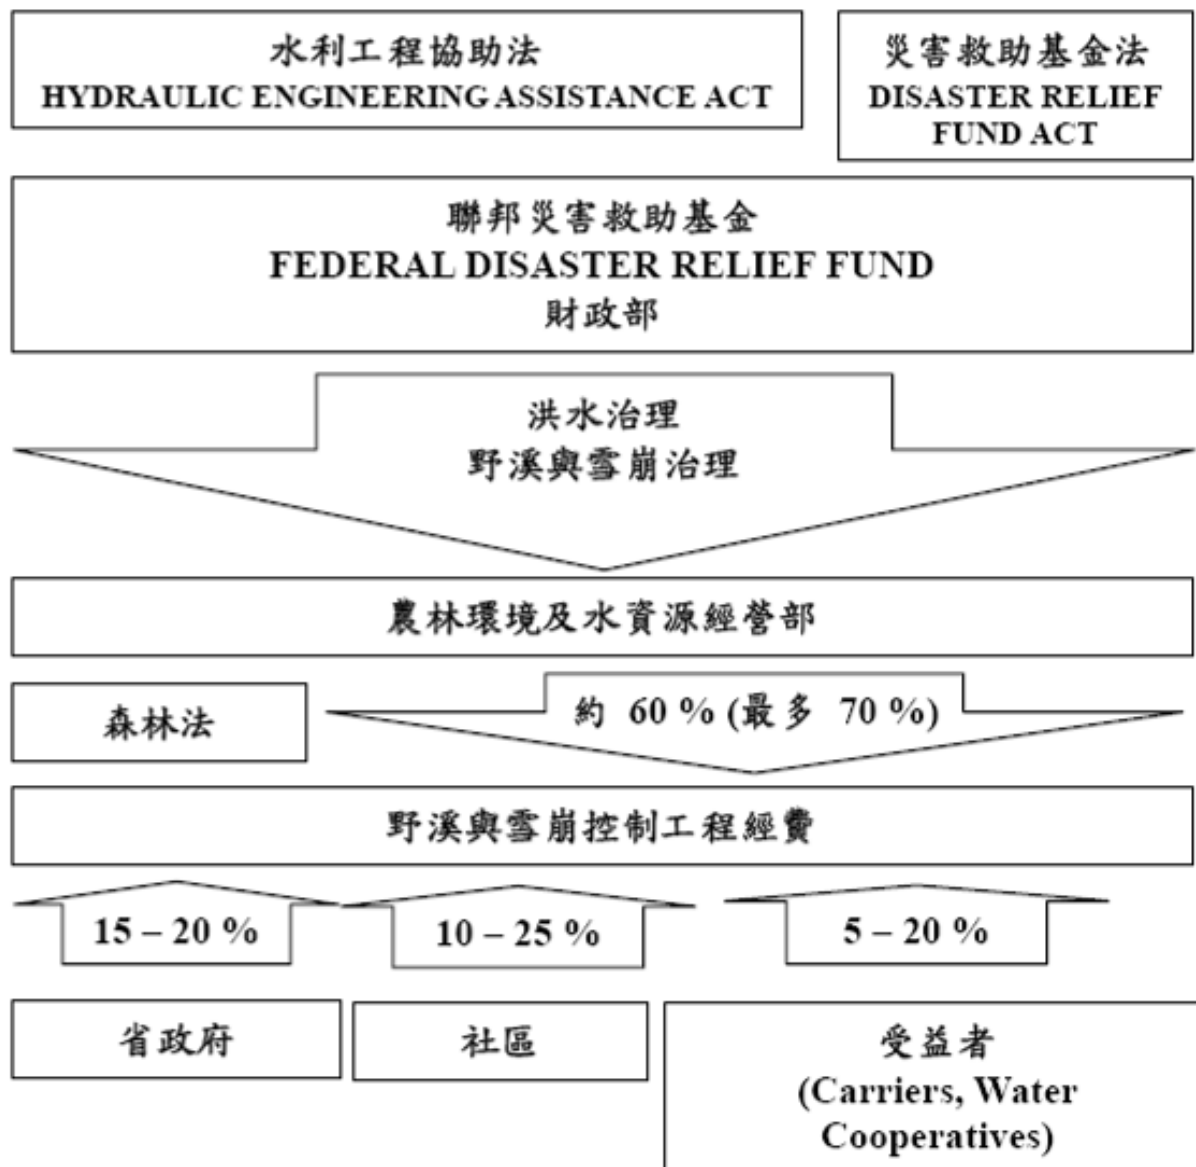 水利工程協助法
HYDRAULIC ENGINEERING ASSISTANCE ACT
災害救助基金法
DISASTER RELIEF
FUND ACT
聯邦災害救助基金
FEDERAL DISASTER RELIEF FUND
財政部
洪水治理
野溪與雪崩治理
農林環境及水資源經營部
森林法
約 60 % (最多 70 %)
野溪與雪崩控制工程經費
15 – 20 %
10 – 25 %
5 – 20 %
省政府
社區
受益者
(Carriers, Water
Cooperatives)